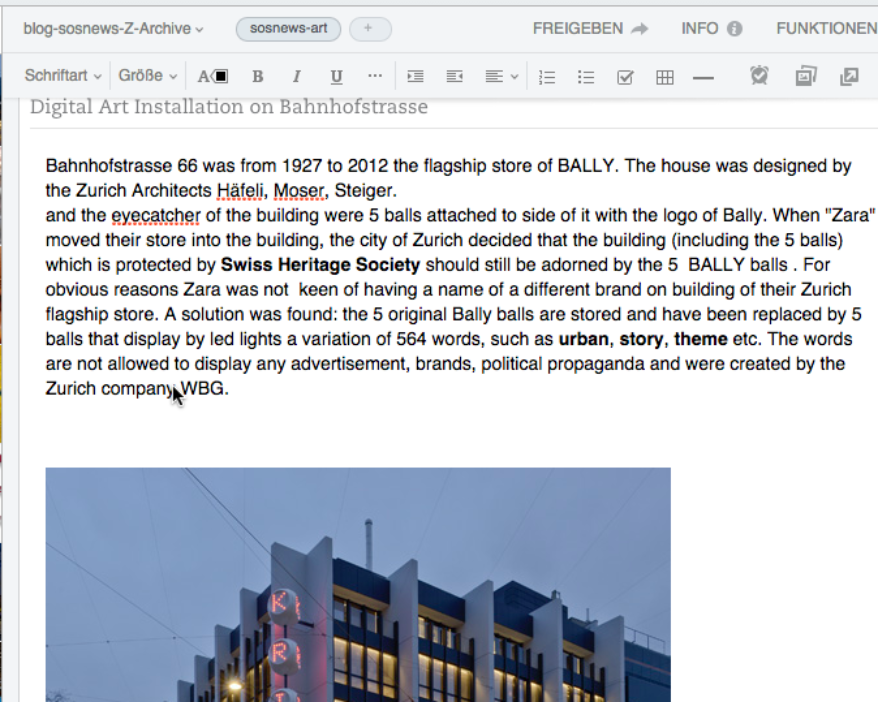 blog-sosnews-Z-Archive
sosnews-art
+
FREIGEBEN
INFO
FUNKTIONEN
Schriftart
Größe
A
B
I
U
...
Digital Art Installation on Bahnhofstrasse
Bahnhofstrasse 66 was from 1927 to 2012 the flagship store of BALLY. The house was designed by
the Zurich Architects Häfeli, Moser, Steiger.
and the eyecatcher of the building were 5 balls attached to side of it with the logo of Bally. When "Zara"
moved their store into the building, the city of Zurich decided that the building (including the 5 balls)
which is protected by Swiss Heritage Society should still be adorned by the 5  BALLY balls . For
obvious reasons Zara was not  keen of having a name of a different brand on building of their Zurich
flagship store. A solution was found: the 5 original Bally balls are stored and have been replaced by 5
balls that display by led lights a variation of 564 words, such as urban, story, theme etc. The words
are not allowed to display any advertisement, brands, political propaganda and were created by the
Zurich company WBG.
K
R